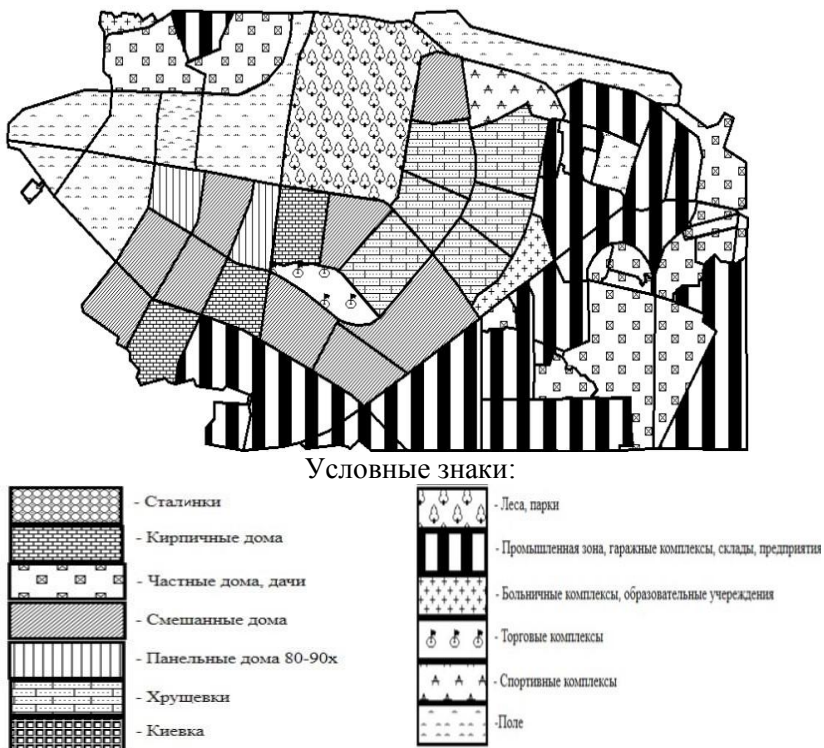 Условные знаки:
- Сталинки
- Кирпичные дома
- Частные дома, дачи
- Смешанные дома
- Панельные дома 80-90х
- Хрущевки
- Киевка
- Леса, парки
- Промышленная зона, гаражные комплексы, склады, предприятия
- Больничные комплексы, образовательные учереждения
- Торговые комплексы
- Спортивные комплексы
-Поле